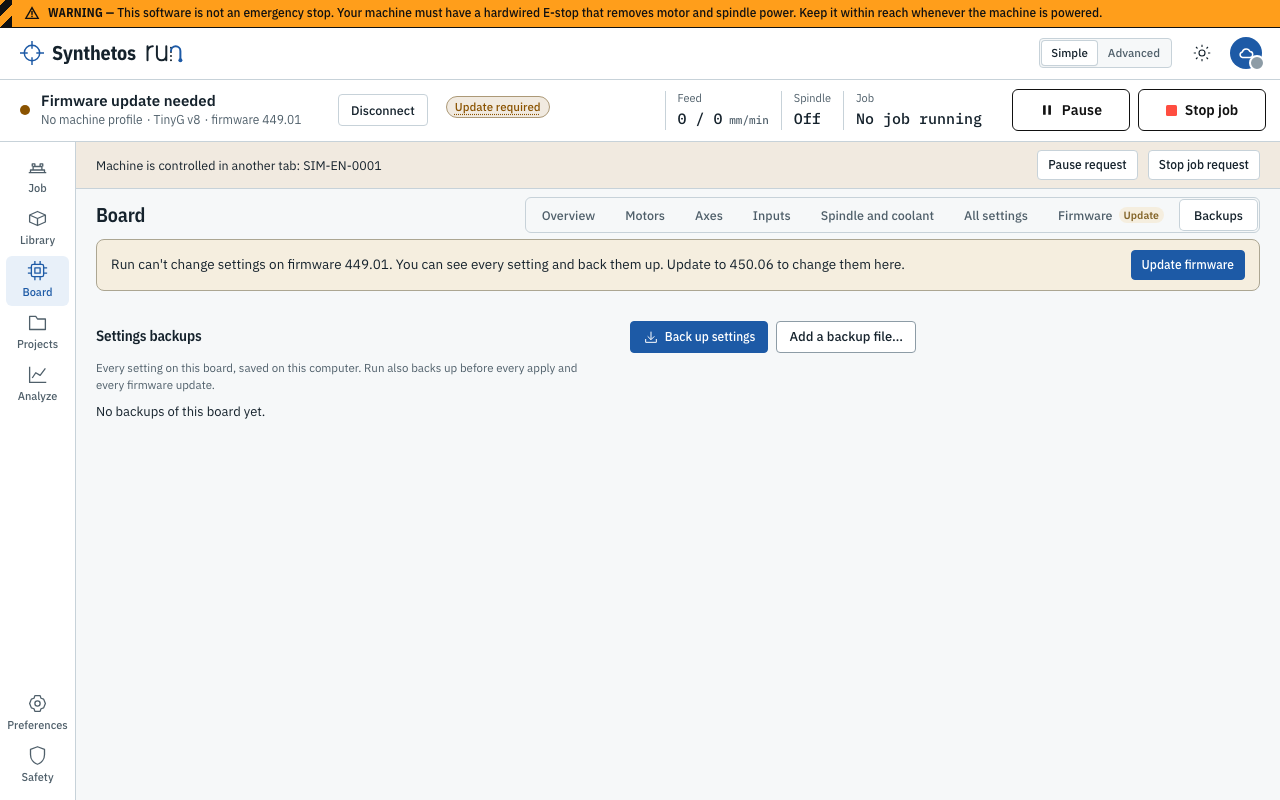 WARNING — This software is not an emergency stop. Your machine must have a hardwired E-stop that removes motor and spindle power. Keep it within reach whenever the machine is powered.
Synthetos run
Simple
Advanced
Firmware update needed
No machine profile · TinyG v8 · firmware 449.01
Disconnect
Update required
Feed
0 / 0 mm/min
Spindle
Off
Job
No job running
Pause
Stop job
Job
Library
Board
Projects
Analyze
Preferences
Safety
Machine is controlled in another tab: SIM-EN-0001
Pause request
Stop job request
Board
Overview
Motors
Axes
Inputs
Spindle and coolant
All settings
Firmware
Update
Backups
Run can't change settings on firmware 449.01. You can see every setting and back them up. Update to 450.06 to change them here.
Update firmware
Settings backups
Back up settings
Add a backup file...
Every setting on this board, saved on this computer. Run also backs up before every apply and
every firmware update.
No backups of this board yet.